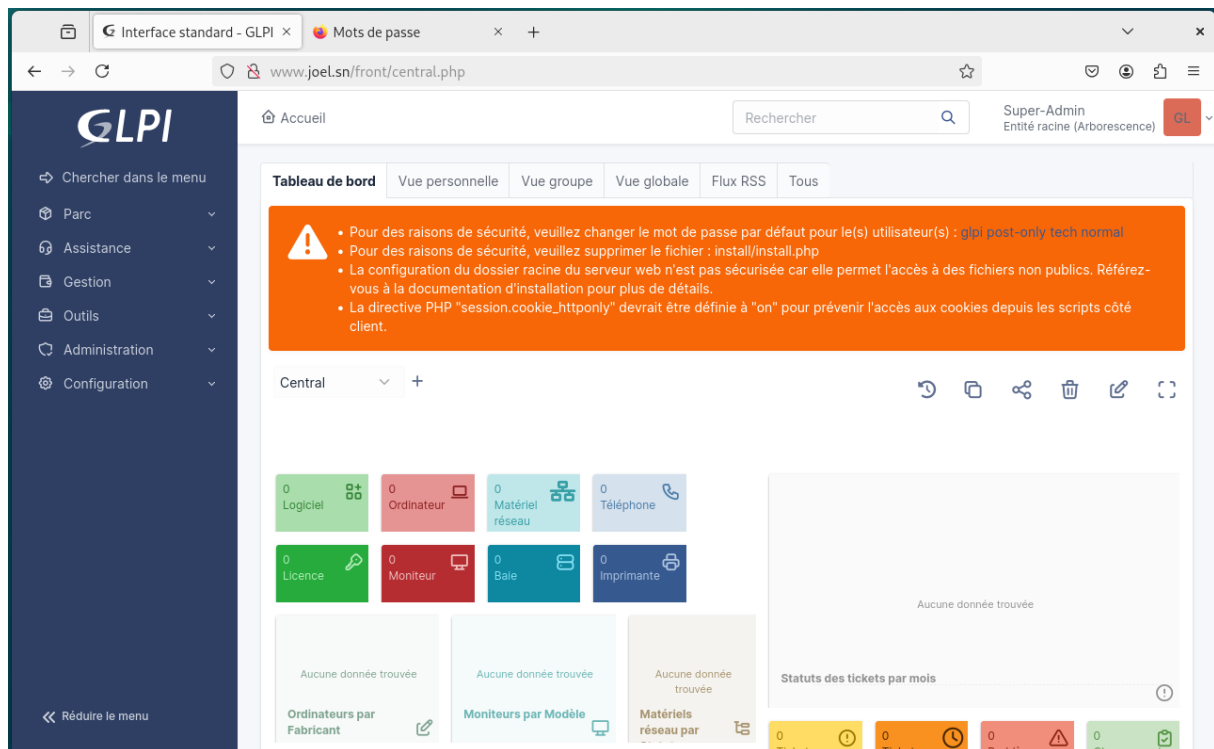 Interface standard - GLPI
Mots de passe
www.joel.sn/front/central.php
GLPI
Accueil
Rechercher
Super-Admin
Entité racine (Arborescence)
GL
Chercher dans le menu
Parc
Assistance
Gestion
Outils
Administration
Configuration
Réduire le menu
Tableau de bord
Vue personnelle
Vue groupe
Vue globale
Flux RSS
Tous
• Pour des raisons de sécurité, veuillez changer le mot de passe par défaut pour le(s) utilisateur(s) : glpi post-only tech normal
• Pour des raisons de sécurité, veuillez supprimer le fichier : install/install.php
• La configuration du dossier racine du serveur web n'est pas sécurisée car elle permet l'accès à des fichiers non publics. Référez-
vous à la documentation d'installation pour plus de détails.
• La directive PHP "session.cookie_httponly" devrait être définie à "on" pour prévenir l'accès aux cookies depuis les scripts côté
client.
Central
0
Logiciel
0
Ordinateur
0
Matériel
réseau
0
Téléphone
0
Licence
0
Moniteur
0
Baie
0
Imprimante
Aucune donnée trouvée
Statuts des tickets par mois
Aucune donnée trouvée
Ordinateurs par
Fabricant
Aucune donnée trouvée
Moniteurs par Modèle
Aucune donnée
trouvée
Matériels
réseau par
0
0
0
0